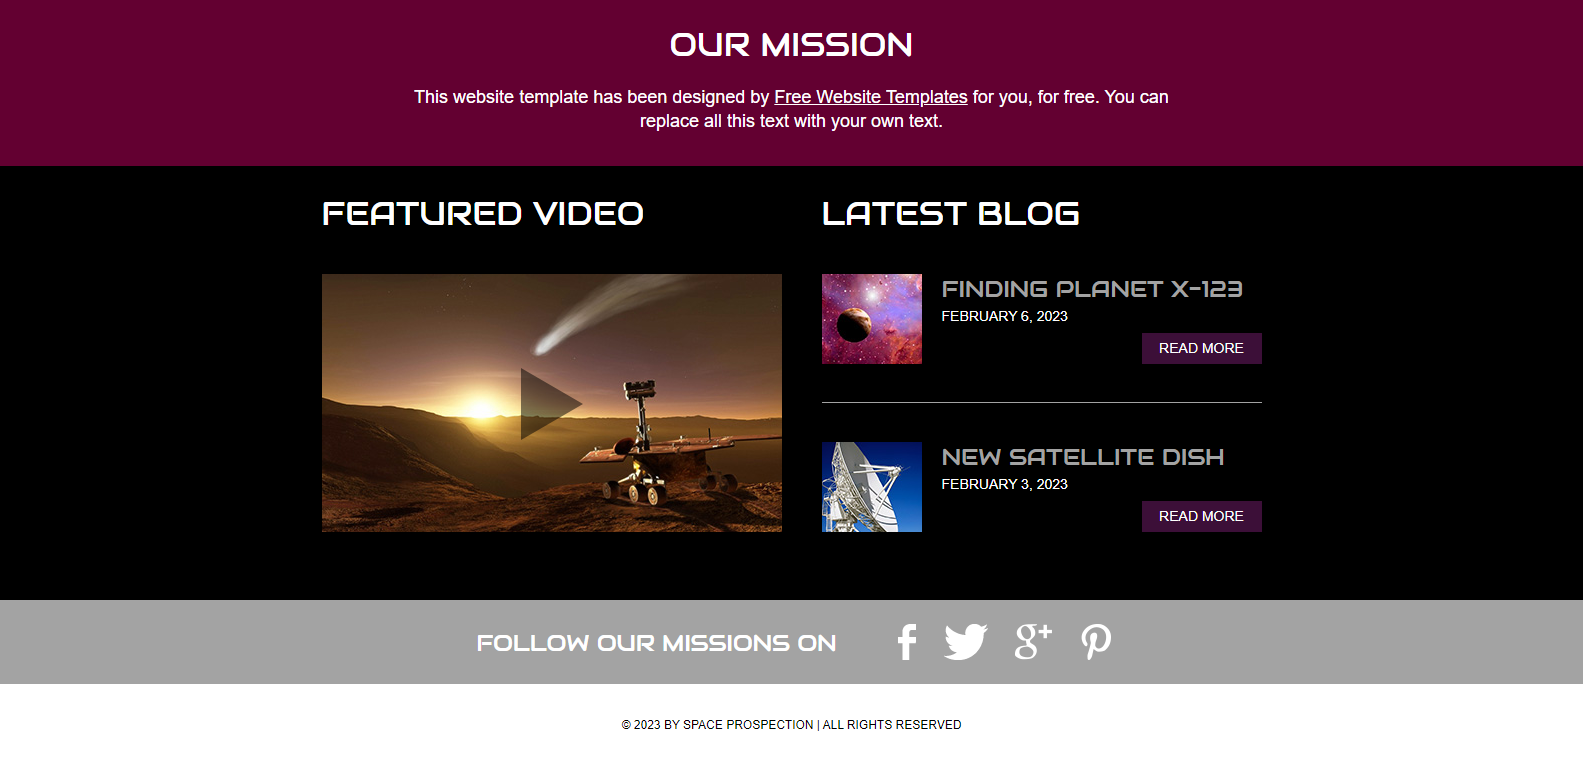 OUR MISSION
This website template has been designed by Free Website Templates for you, for free. You can
replace all this text with your own text.
FEATURED VIDEO
LATEST BLOG
FINDING PLANET X-123
FEBRUARY 6, 2023
READ MORE
NEW SATELLITE DISH
FEBRUARY 3, 2023
READ MORE
FOLLOW OUR MISSIONS ON
© 2023 BY SPACE PROSPECTION | ALL RIGHTS RESERVED